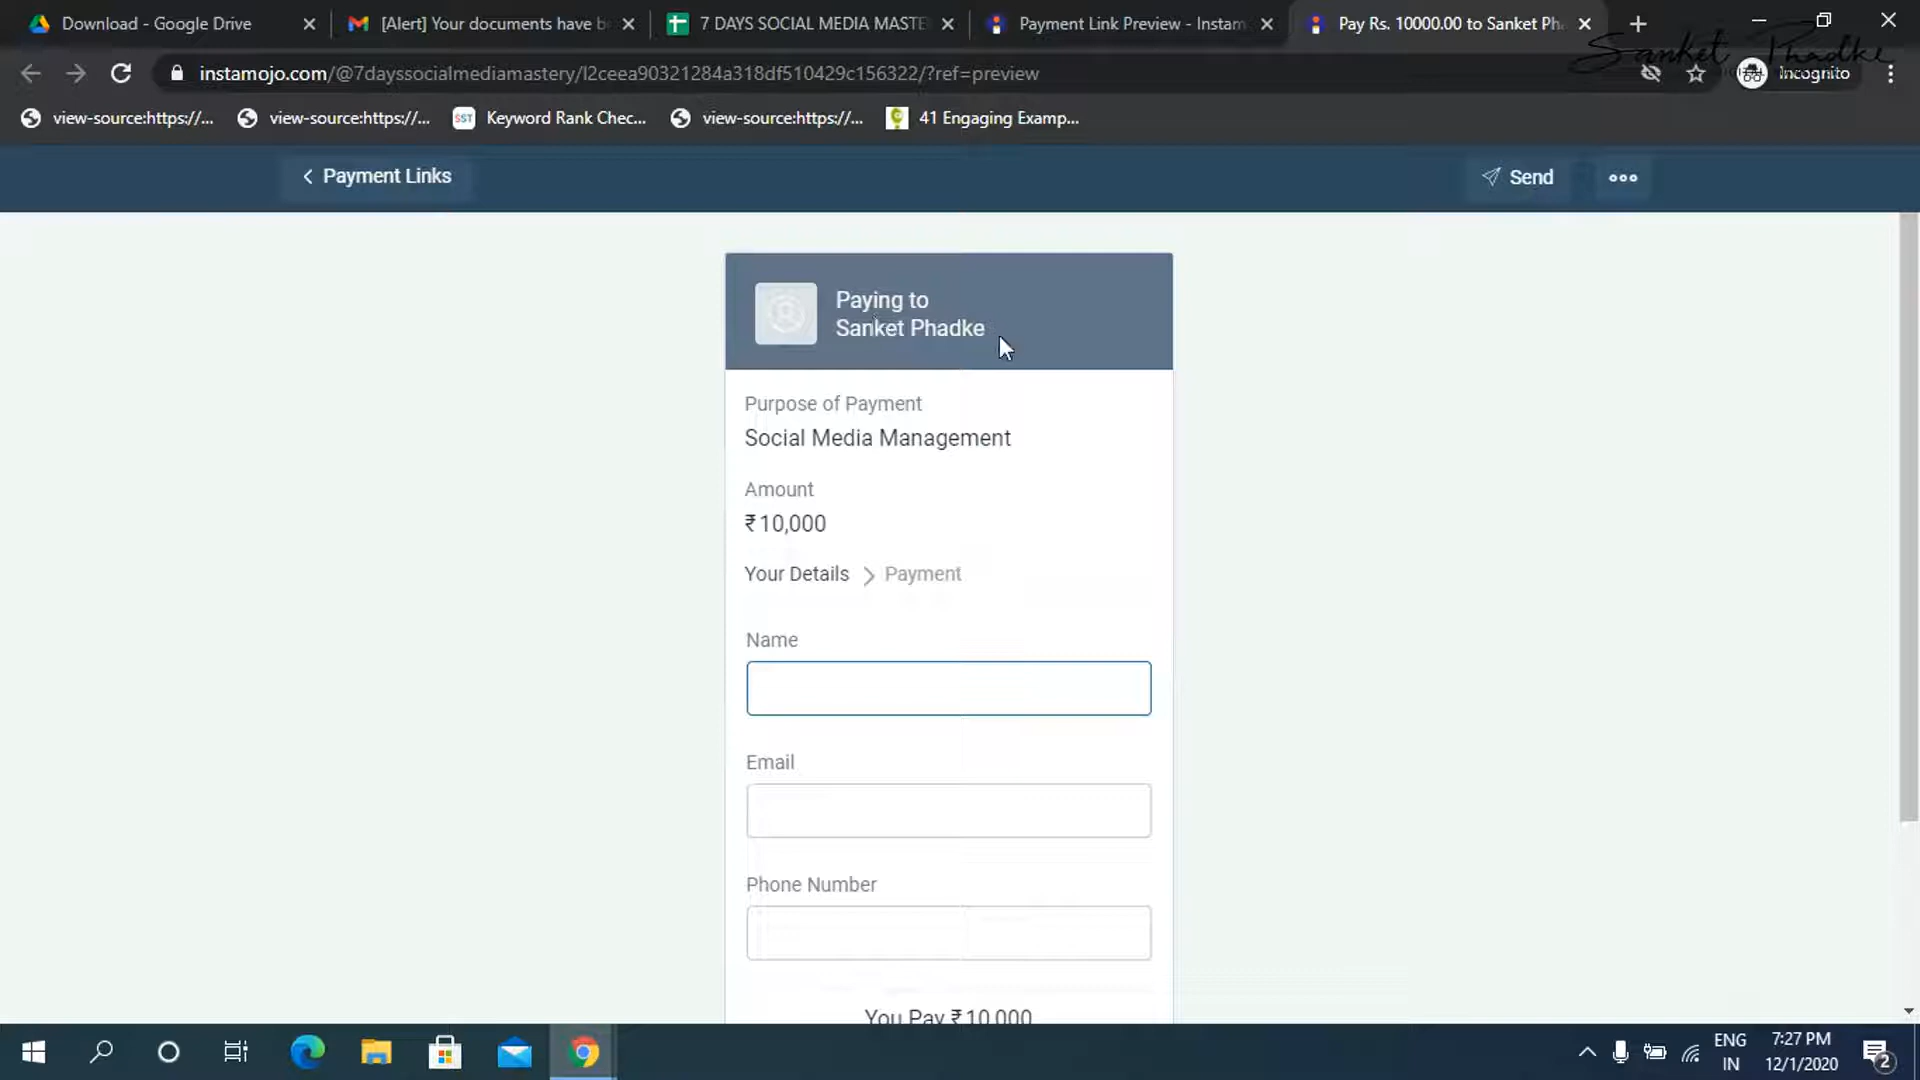 Download - Google Drive
[Alert] Your documents have b
7 DAYS SOCIAL MEDIA MASTE
Payment Link Preview - Instam
Pay Rs. 10000.00 to Sanket Ph
Sanket Phadke
instamojo.com/@7dayssocialmediamastery/l2ceea90321284a318df510429c156322/?ref=preview
Incognito
view-source:https://...
view-source:https://...
SST
Keyword Rank Chec...
view-source:https://...
41 Engaging Examp...
Payment Links
Send
Paying to
Sanket Phadke
Purpose of Payment
Social Media Management
Amount
₹10,000
Your Details
Payment
Name
Email
Phone Number
You Pay ₹10,000
ENG
IN
7:27 PM
12/1/2020
2